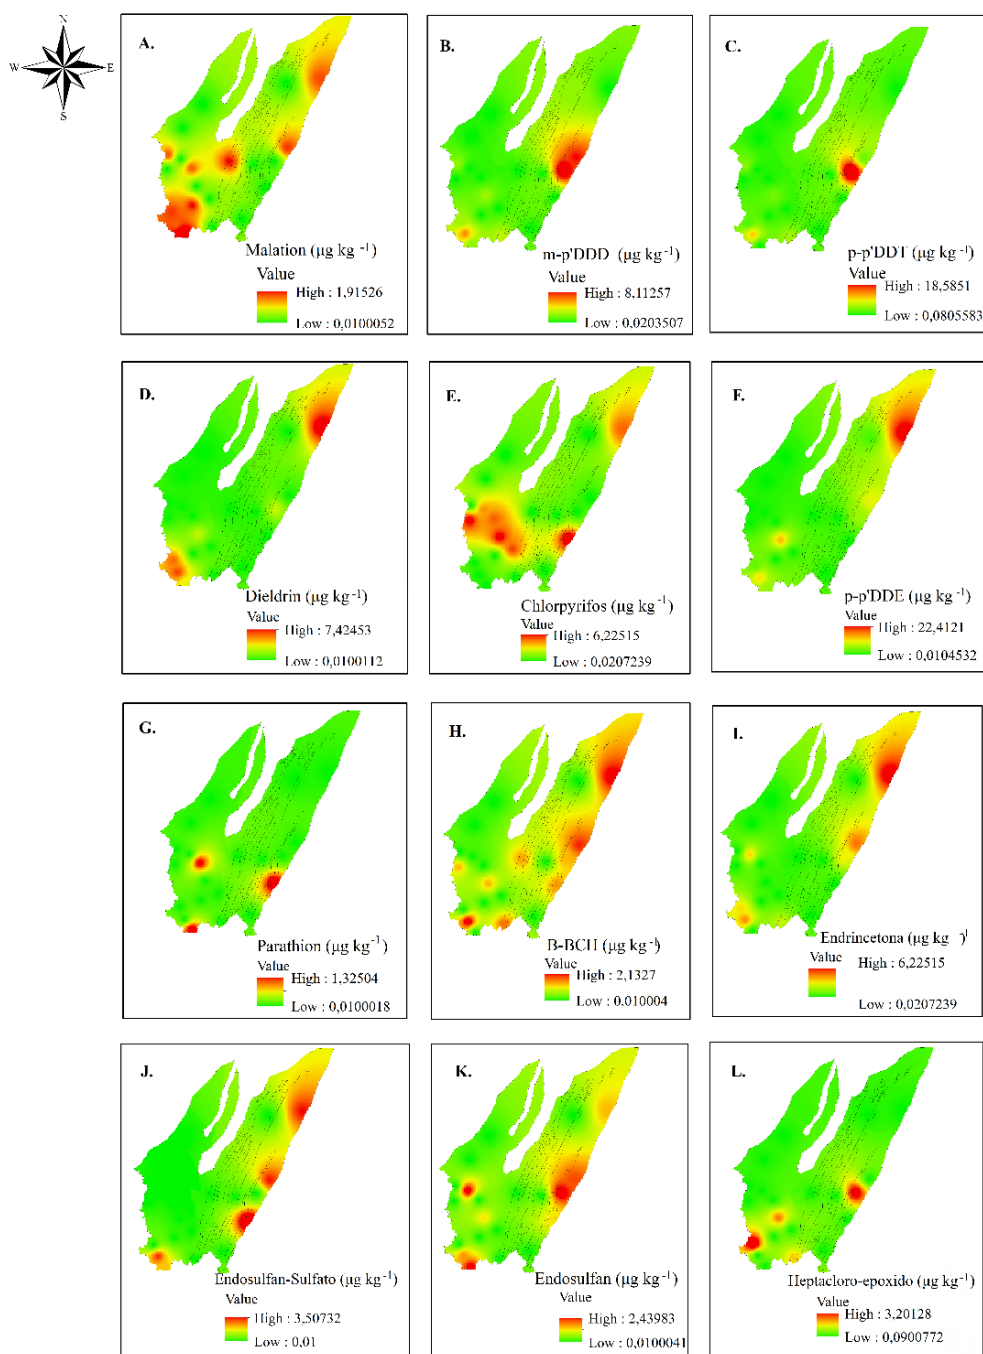 N
W E
S
A.
Malation (µg kg -1)
Value
High : 1,91526
Low : 0,0100052
B.
m-p'DDD (µg kg -1)
Value
High : 8,11257
Low : 0,0203507
C.
p-p'DDT (µg kg -1)
Value
High : 18,5851
Low : 0,0805583
D.
Dieldrin (µg kg -1)
Value
High : 7,42453
Low : 0,0100112
E.
Chlorpyrifos (µg kg -1)
Value
High : 6,22515
Low : 0,0207239
F.
p-p'DDE (µg kg -1)
Value
High : 22,4121
Low : 0,0104532
G.
Parathion (µg kg -1)
Value
High : 1,32504
Low : 0,0100018
H.
B-BCH (µg kg -1)
Value
High : 2,1327
Low : 0.010004
I.
Endrincetona (µg kg -1)
Value
High : 6,22515
Low : 0,0207239
J.
Endosulfan-Sulfato (µg kg -1)
Value
High : 3,50732
Low : 0,01
K.
Endosulfan (µg kg -1)
Value
High : 2,43983
Low : 0,0100041
L.
Heptacloro-epoxido (µg kg -1)
Value
High : 3,20128
Low : 0,0900772